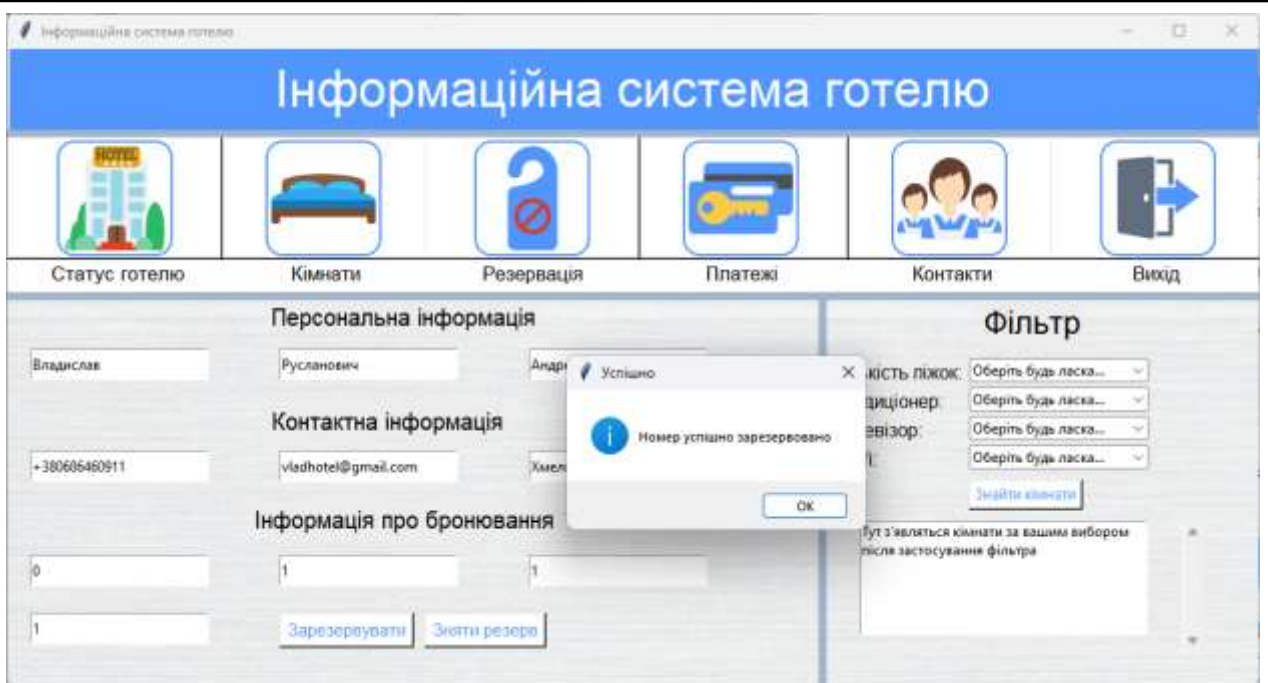 Інформаційна система готелю
Інформаційна система готелю
HOTEL
Статус готелю
Кімнати
Резервація
Платежі
Контакти
Вихід
Персональна інформація
Владислав
Русланович
Контактна інформація
+380686460911
vladhotel@gmail.com
Інформація про бронювання
0
1
1
1
Зарезервувати
Зняти резерв
Успішно
Номер успішно зарезервовано
OK
Фільтр
ліжок:
Оберіть будь ласка...
Оберіть будь ласка...
Оберіть будь ласка...
Оберіть будь ласка...
Знайти кімнати
Тут з'являться кімнати за вашим вибором
після застосування фільтра